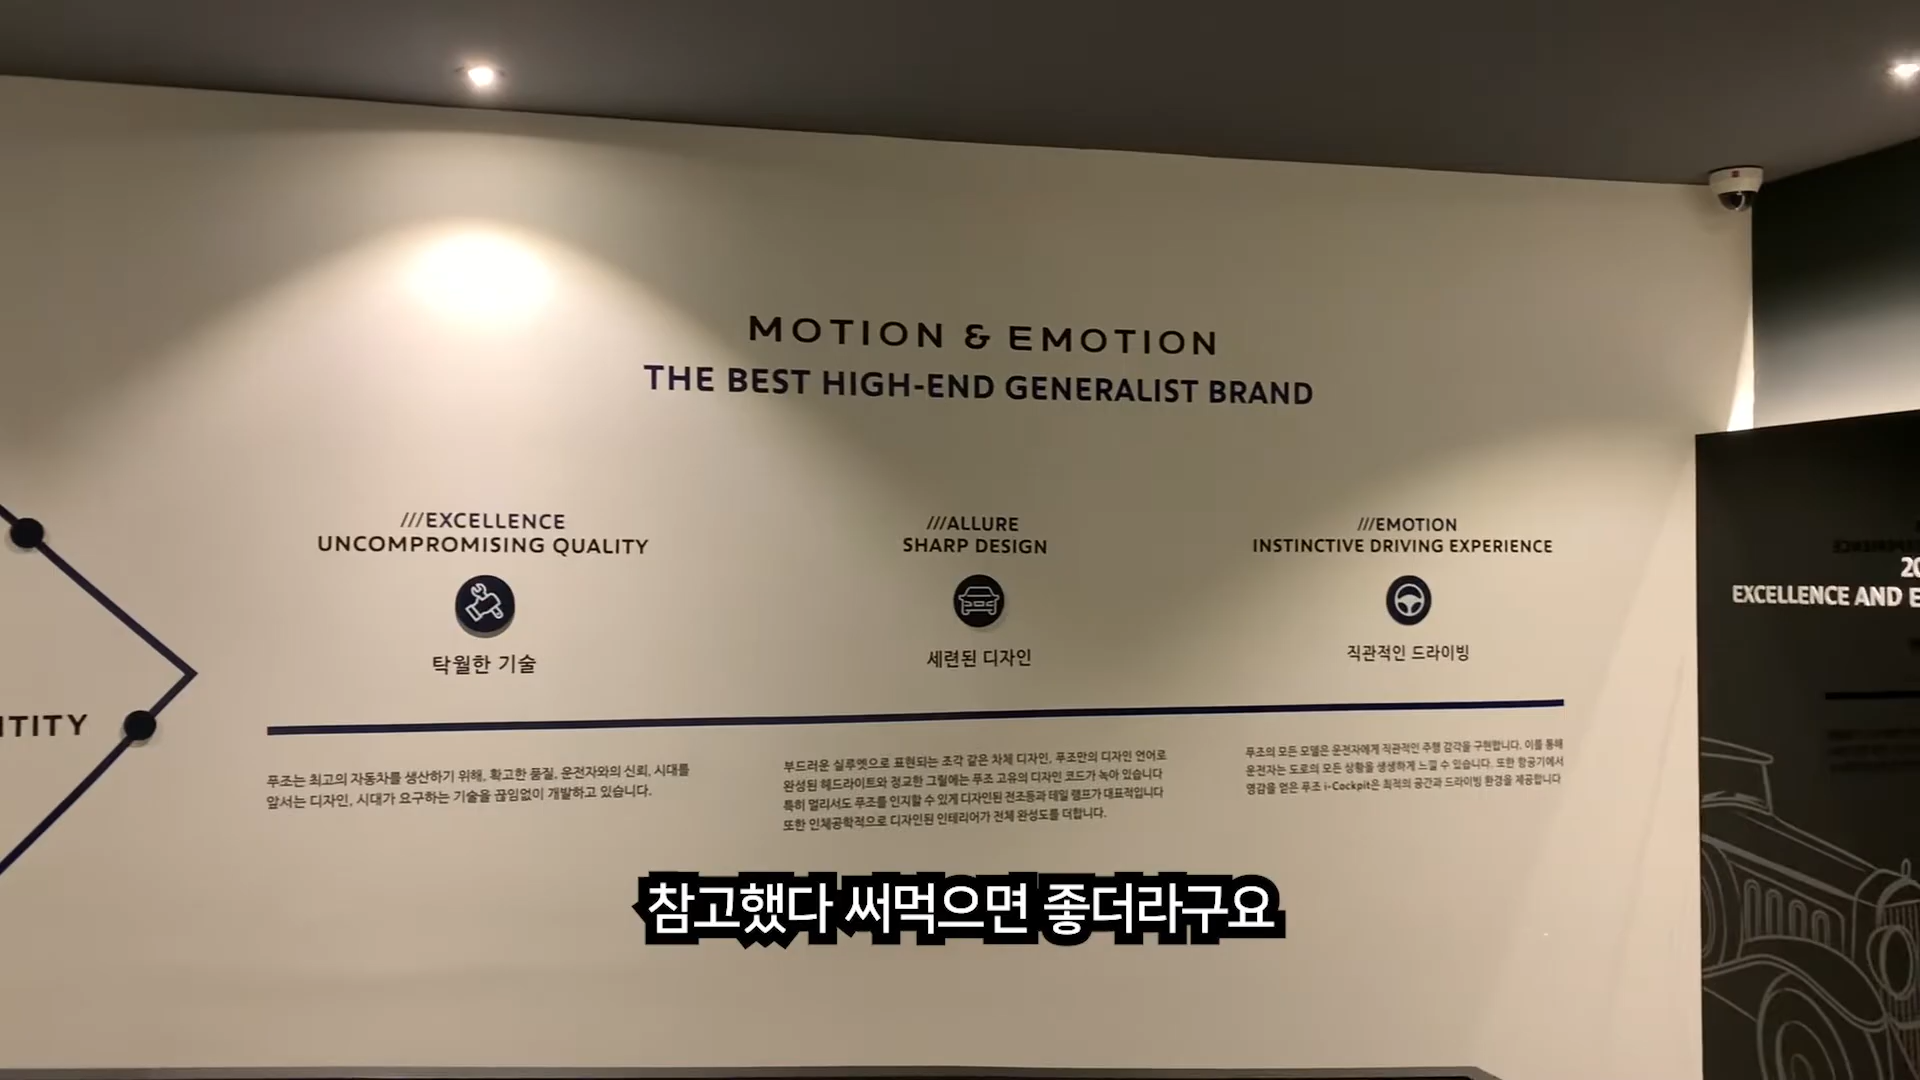 MOTION & EMOTION
THE BEST HIGH-END GENERALIST BRAND
///EXCELLENCE
UNCOMPROMISING QUALITY
탁월한 기술
푸조는 최고의 자동차를 생산하기 위해, 확고한 품질, 운전자와의 신뢰, 시대를
앞서는 디자인, 시대가 요구하는 기술을 끊임없이 개발하고 있습니다.
///ALLURE
SHARP DESIGN
세련된 디자인
부드러운 실루엣으로 표현되는 조각 같은 차체 디자인, 푸조만의 디자인 언어로
완성된 헤드라이트와 정교한 그릴에는 푸조 고유의 디자인 코드가 녹아 있습니다
특히 멀리서도 푸조를 인지할 수 있게 디자인된 전조등과 테일 램프가 대표적입니다
또한 인체공학적으로 디자인된 인테리어가 전체 완성도를 더합니다.
///EMOTION
INSTINCTIVE DRIVING EXPERIENCE
직관적인 드라이빙
푸조의 모든 모델은 운전자에게 직관적인 주행 감각을 구현합니다. 이를 통해
운전자는 도로의 모든 상황을 생생하게 느낄 수 있습니다. 또한 항공기에서
영감을 얻은 푸조 i-Cockpit은 최적의 공간과 드라이빙 환경을 제공합니다
NTITY
20
EXCELLENCE AND E
참고했다 써먹으면 좋더라구요